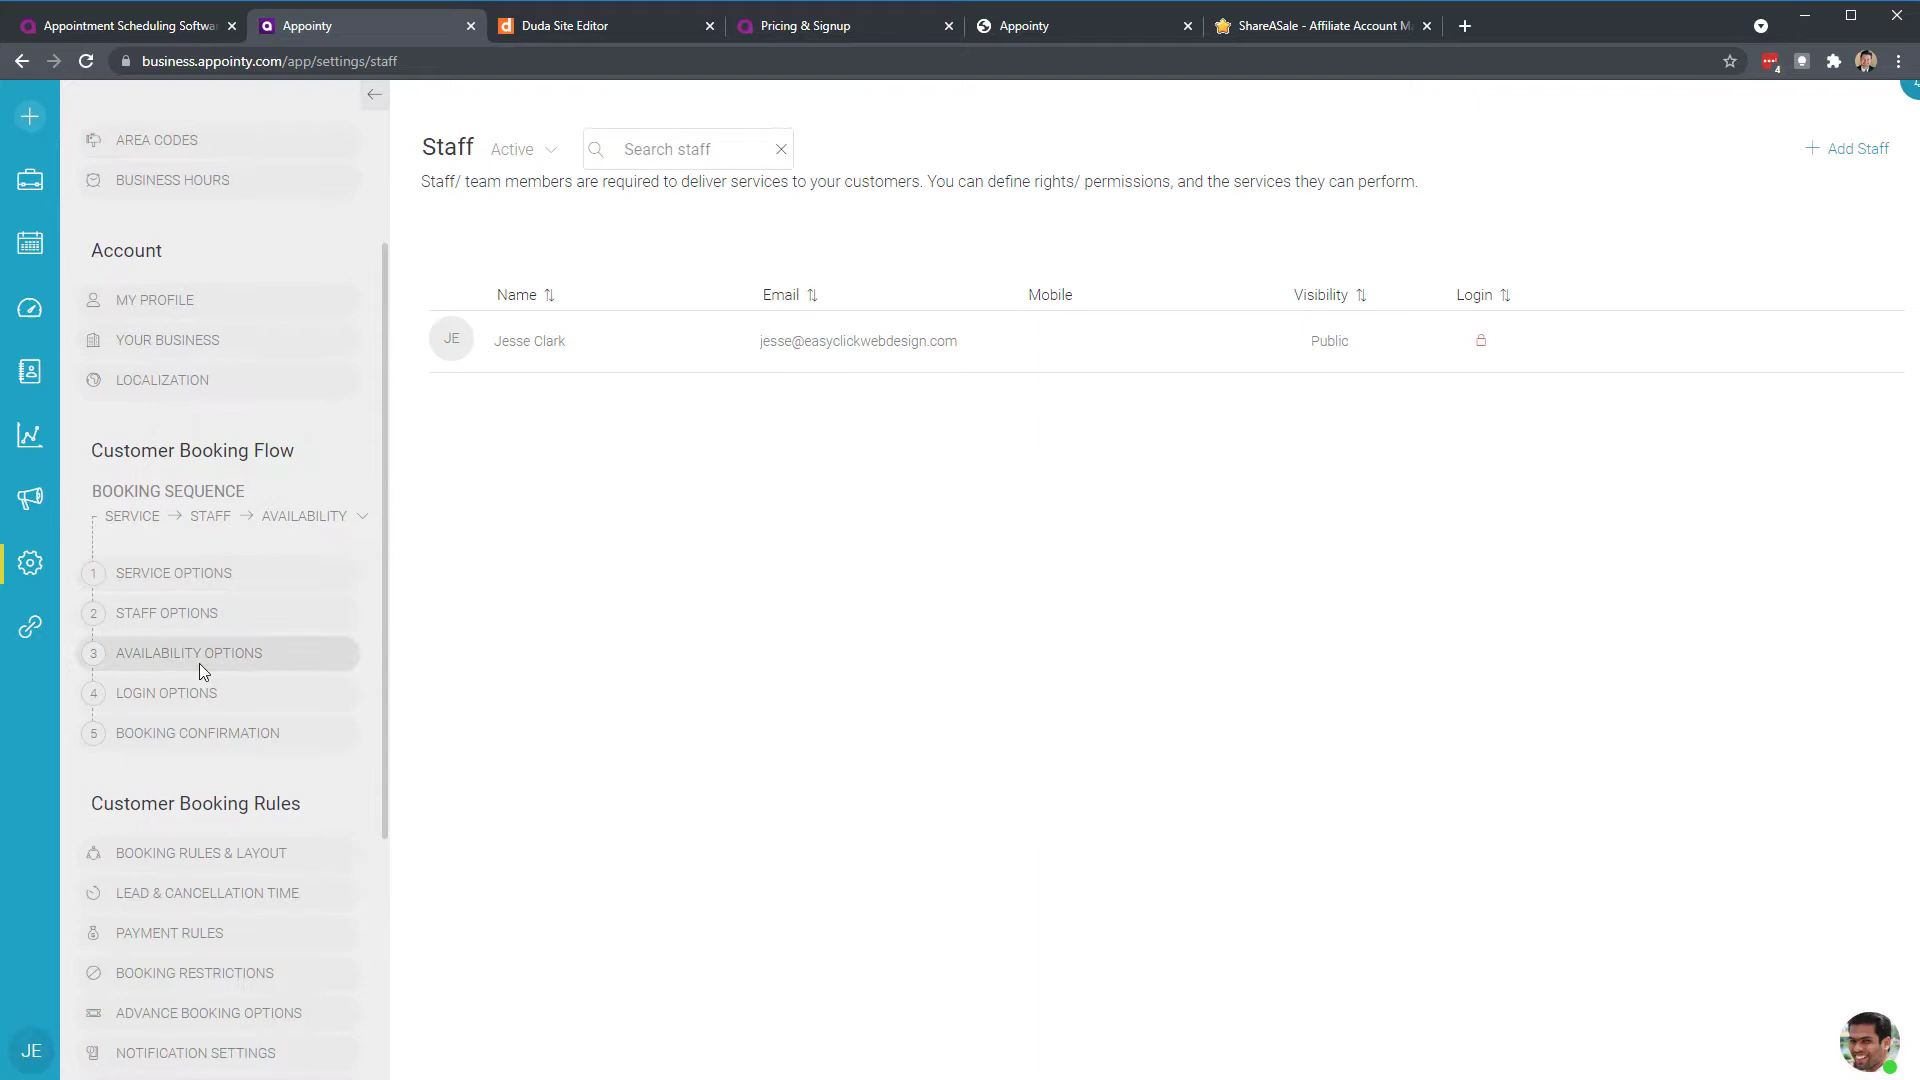 Appointment Scheduling Softwa
Appointy
Duda Site Editor
Pricing & Signup
Appointy
ShareASale - Affiliate Account M
business.appointy.com/app/settings/staff
4
AREA CODES
BUSINESS HOURS
Account
MY PROFILE
YOUR BUSINESS
LOCALIZATION
Customer Booking Flow
BOOKING SEQUENCE
SERVICE → STAFF → AVAILABILITY
1 SERVICE OPTIONS
2 STAFF OPTIONS
3 AVAILABILITY OPTIONS
4 LOGIN OPTIONS
5 BOOKING CONFIRMATION
Customer Booking Rules
BOOKING RULES & LAYOUT
LEAD & CANCELLATION TIME
PAYMENT RULES
BOOKING RESTRICTIONS
ADVANCE BOOKING OPTIONS
NOTIFICATION SETTINGS
JE
Staff Active Search staff
+ Add Staff
Staff/ team members are required to deliver services to your customers. You can define rights/ permissions, and the services they can perform.
Name Email Mobile Visibility Login
JE Jesse Clark jesse@easyclickwebdesign.com Public